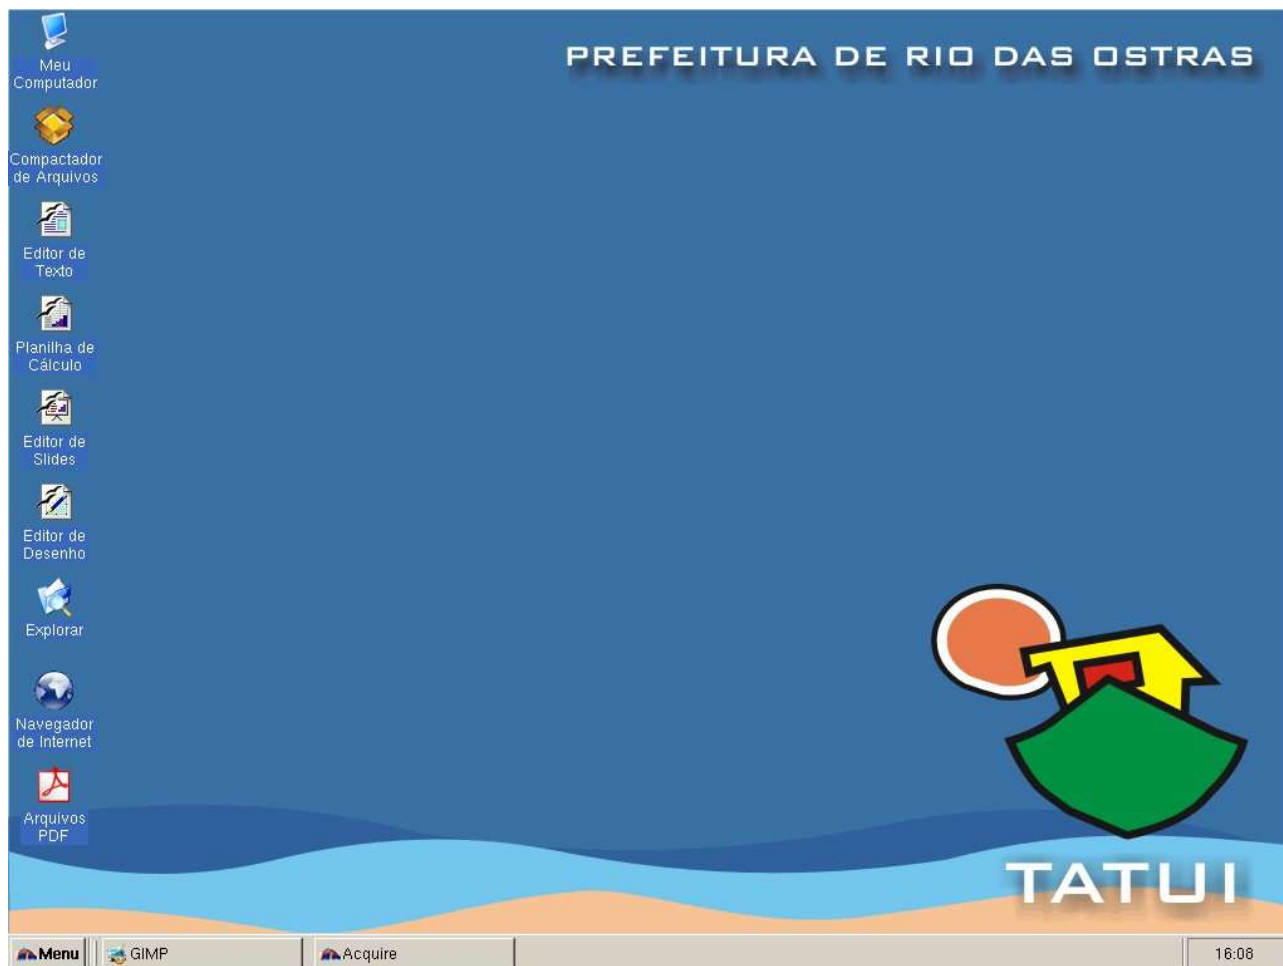 PREFEITURA DE RIO DAS OSTRAS
Meu
Computador
Compactador
de Arquivos
Editor de
Texto
Planilha de
Cálculo
Editor de
Slides
Editor de
Desenho
Explorar
Navegador
de Internet
Arquivos
PDF
TATUI
Menu
GIMP
Acquire
16:08